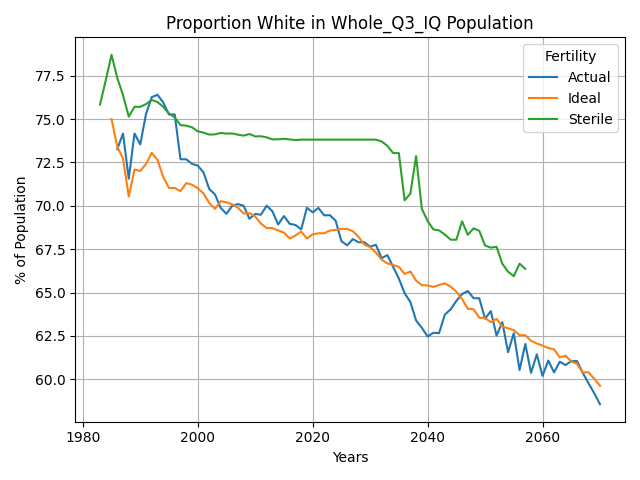 Proportion White in Whole_Q3_IQ Population
Fertility
Actual
Ideal
Sterile
% of Population
77.5
75.0
72.5
70.0
67.5
65.0
62.5
60.0
1980
2000
2020
2040
2060
Years